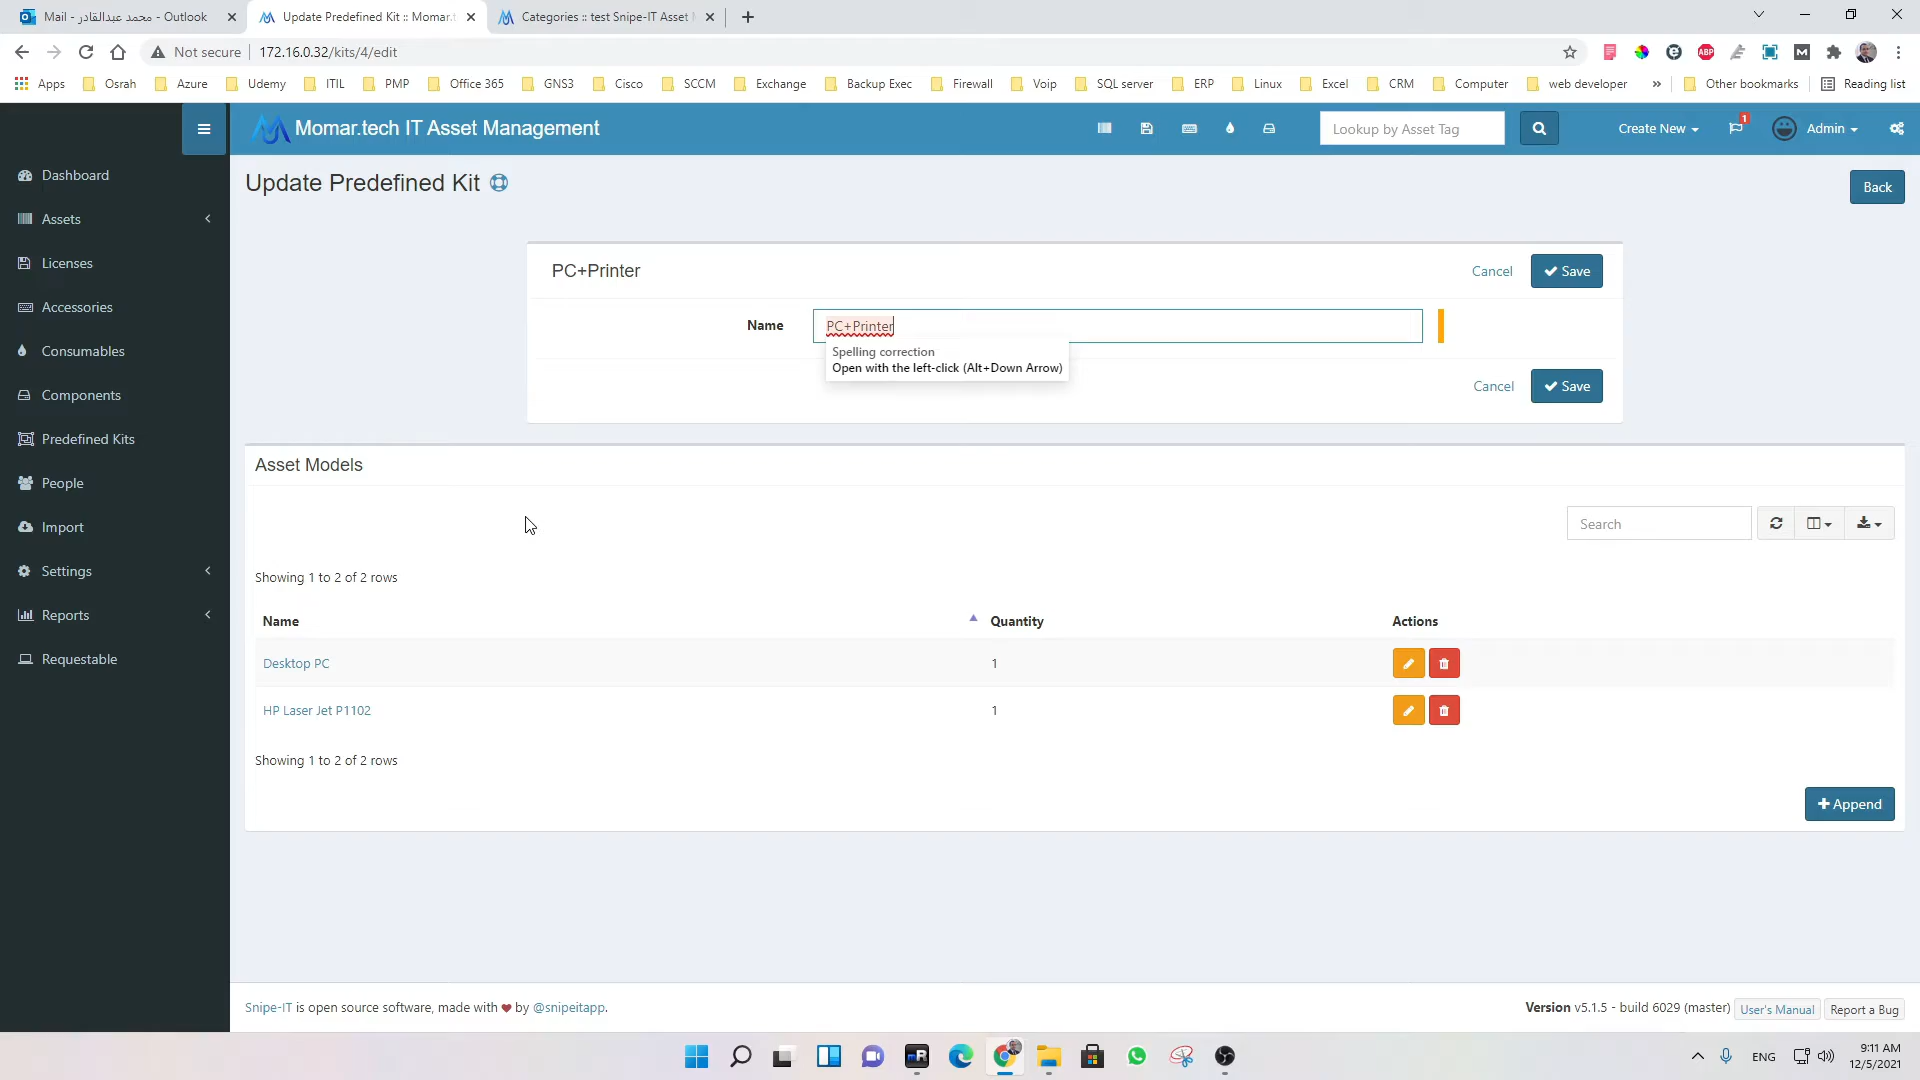 Mail - محمد عبدالقادر - Outlook
Update Predefined Kit :: Momar.t
Categories :: test Snipe-IT Asset
Not secure
172.16.0.32/kits/4/edit
Apps
Osrah
Azure
Udemy
ITIL
PMP
Office 365
GNS3
Cisco
SCCM
Exchange
Backup Exec
Firewall
Voip
SQL server
ERP
Linux
Excel
CRM
Computer
web developer
»
Other bookmarks
Reading list
Momar.tech IT Asset Management
Lookup by Asset Tag
Create New
1
Admin
Dashboard
Assets
Licenses
Accessories
Consumables
Components
Predefined Kits
People
Import
Settings
Reports
Requestable
Update Predefined Kit
Back
PC+Printer
Cancel
Save
Name
PC+Printer
Spelling correction
Open with the left-click (Alt+Down Arrow)
Cancel
Save
Asset Models
Search
Showing 1 to 2 of 2 rows
Name
Quantity
Actions
Desktop PC
1
HP Laser Jet P1102
1
Showing 1 to 2 of 2 rows
+ Append
Snipe-IT is open source software, made with ♥ by @snipeitapp.
Version v5.1.5 - build 6029 (master)
User's Manual
Report a Bug
ABP
ENG
9:11 AM
12/5/2021